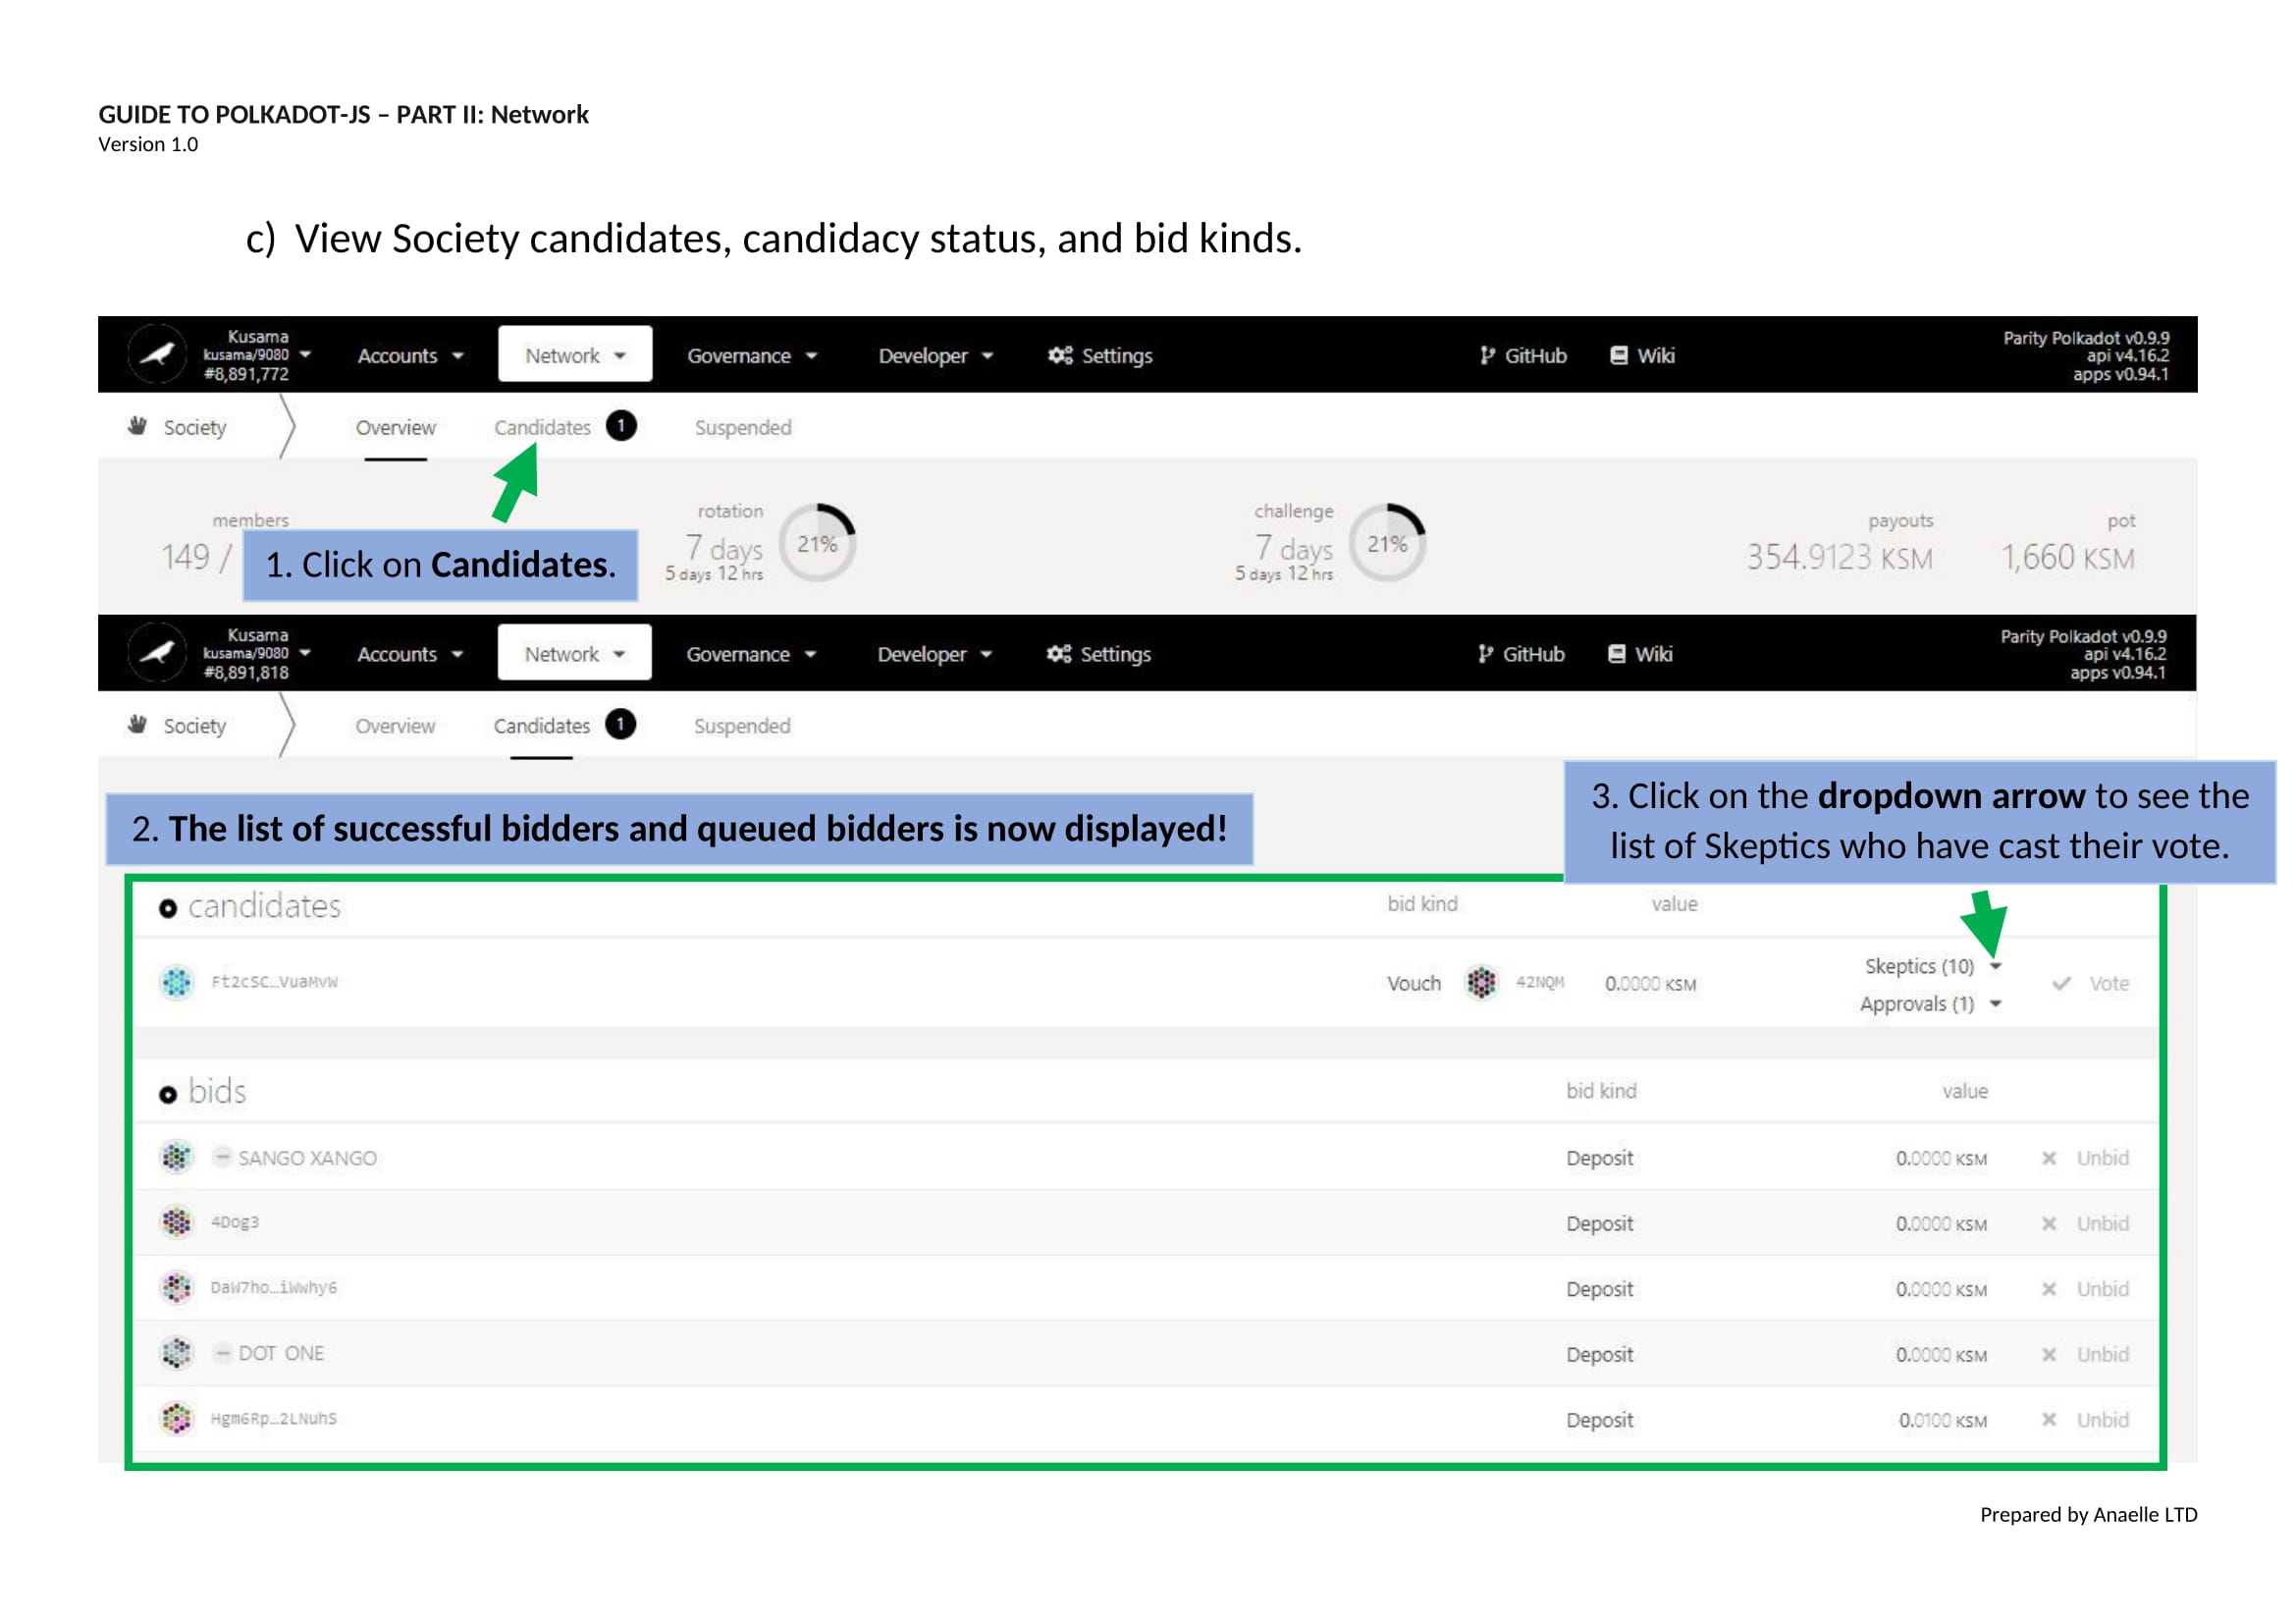 GUIDE TO POLKADOT-JS – PART II: Network
Version 1.0
c) View Society candidates, candidacy status, and bid kinds.
Kusama
kusama/9080
#8,891,772
Accounts
Network
Governance
Developer
Settings
GitHub
Wiki
Parity Polkadot v0.9.9
api v4.16.2
apps v0.94.1
Society
Overview
Candidates 1
Suspended
members
149 /
1. Click on Candidates.
rotation
7 days
5 days 12 hrs
21%
challenge
7 days
5 days 12 hrs
21%
payouts
354.9123 KSM
pot
1,660 KSM
Kusama
kusama/9080
#8,891,818
Accounts
Network
Governance
Developer
Settings
GitHub
Wiki
Parity Polkadot v0.9.9
api v4.16.2
apps v0.94.1
Society
Overview
Candidates 1
Suspended
2. The list of successful bidders and queued bidders is now displayed!
3. Click on the dropdown arrow to see the
list of Skeptics who have cast their vote.
candidates bid kind value
Ft2cSC…VuaMvW Vouch 42NQM 0.0000 KSM
Skeptics (10)
Approvals (1)
Vote
bids bid kind value
SANGO XANGO Deposit 0.0000 KSM Unbid
4Dog3 Deposit 0.0000 KSM Unbid
DaW7ho…iWwhy6 Deposit 0.0000 KSM Unbid
DOT ONE Deposit 0.0000 KSM Unbid
Hgm6Rp…2LNuhS Deposit 0.0100 KSM Unbid
Prepared by Anaelle LTD